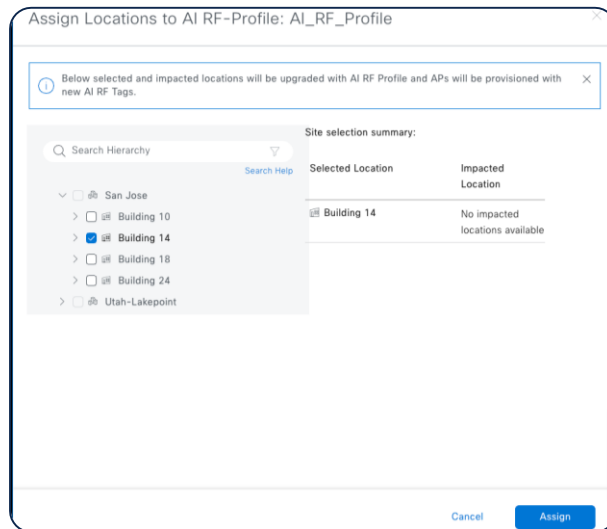 Assign Locations to AI RF-Profile: AI_RF_Profile
Below selected and impacted locations will be upgraded with AI RF Profile and APs will be provisioned with
new AI RF Tags.
Search Hierarchy
Search Help
San Jose
Building 10
Building 14
Building 18
Building 24
Utah-Lakepoint
Site selection summary:
Selected Location
Impacted
Location
Building 14
No impacted
locations available
Cancel
Assign